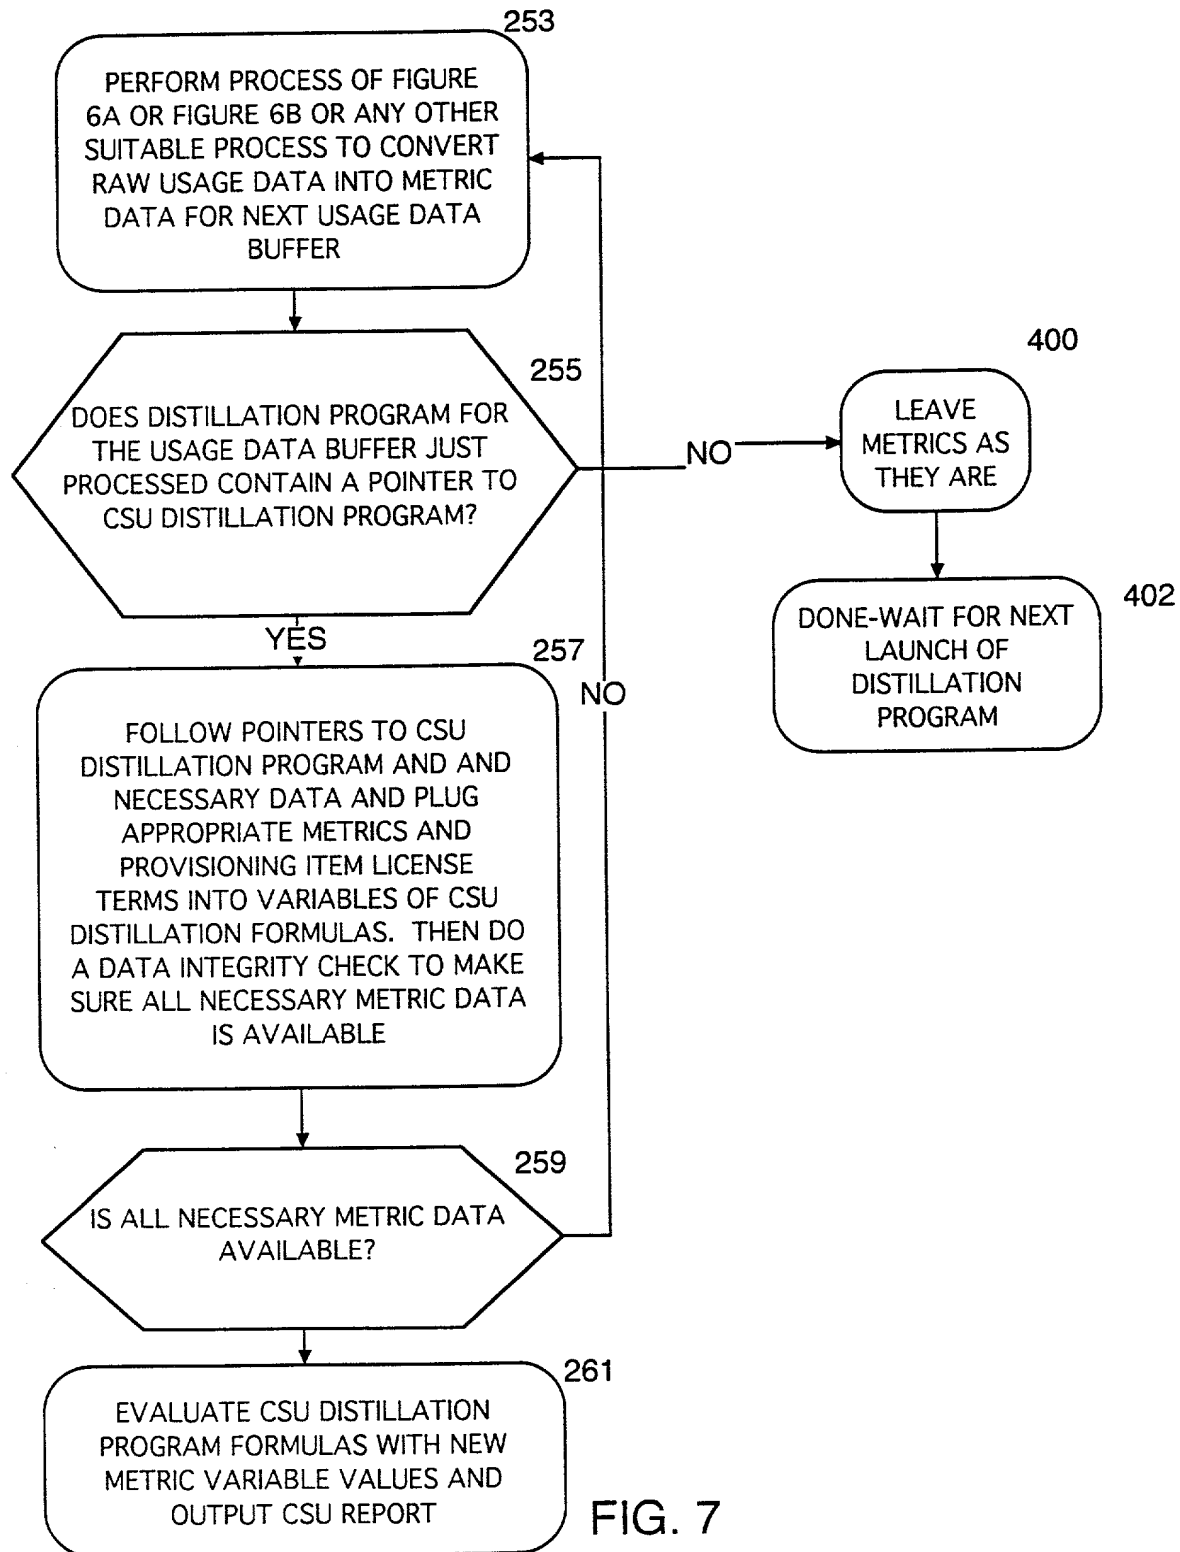 253
PERFORM PROCESS OF FIGURE
6A OR FIGURE 6B OR ANY OTHER
SUITABLE PROCESS TO CONVERT
RAW USAGE DATA INTO METRIC
DATA FOR NEXT USAGE DATA
BUFFER
255
DOES DISTILLATION PROGRAM FOR
THE USAGE DATA BUFFER JUST
PROCESSED CONTAIN A POINTER TO
CSU DISTILLATION PROGRAM?
NO
400
LEAVE
METRICS AS
THEY ARE
402
DONE-WAIT FOR NEXT
LAUNCH OF
DISTILLATION
PROGRAM
YES
257
NO
FOLLOW POINTERS TO CSU
DISTILLATION PROGRAM AND AND
NECESSARY DATA AND PLUG
APPROPRIATE METRICS AND
PROVISIONING ITEM LICENSE
TERMS INTO VARIABLES OF CSU
DISTILLATION FORMULAS. THEN DO
A DATA INTEGRITY CHECK TO MAKE
SURE ALL NECESSARY METRIC DATA
IS AVAILABLE
259
IS ALL NECESSARY METRIC DATA
AVAILABLE?
261
EVALUATE CSU DISTILLATION
PROGRAM FORMULAS WITH NEW
METRIC VARIABLE VALUES AND
OUTPUT CSU REPORT
FIG. 7